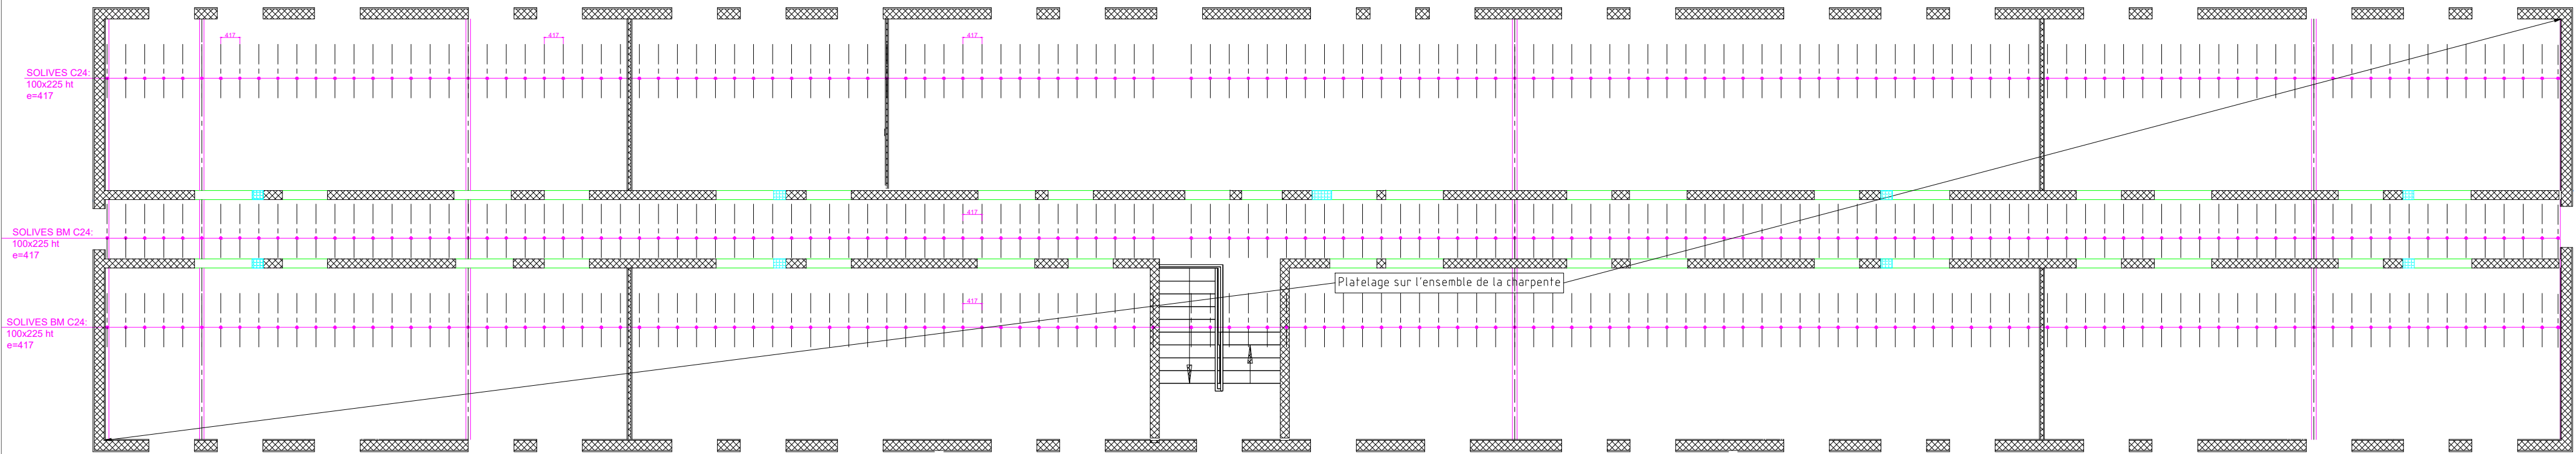 417
417
417
SOLIVES C24:
100x225 ht
e=417
417
SOLIVES BM C24:
100x225 ht
e=417
Platelage sur l'ensemble de la charpente
417
SOLIVES BM C24:
100x225 ht
e=417